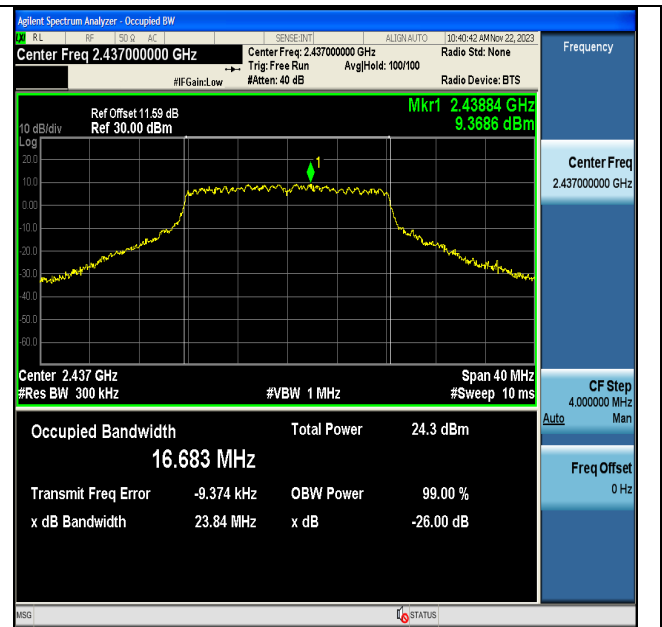 Agilent Spectrum Analyzer - Occupied BW
LXI RL RF 50 Ω AC SENSE:INT ALIGN AUTO 10:40:42 AM Nov 22, 2023
Center Freq 2.437000000 GHz Center Freq: 2.437000000 GHz Radio Std: None Frequency
Trig: Free Run Avg|Hold: 100/100
#IFGain:Low #Atten: 40 dB Radio Device: BTS
Mkr1 2.43884 GHz
9.3686 dBm
Ref Offset 11.59 dB
10 dB/div Ref 30.00 dBm
Log
20.0
10.0
0.00
-10.0
-20.0
-30.0
-40.0
-50.0
-60.0
1
Center Freq
2.437000000 GHz
Center 2.437 GHz Span 40 MHz
#Res BW 300 kHz #VBW 1 MHz #Sweep 10 ms
CF Step
4.000000 MHz
Auto Man
Occupied Bandwidth Total Power 24.3 dBm
16.683 MHz
Transmit Freq Error -9.374 kHz OBW Power 99.00 %
x dB Bandwidth 23.84 MHz x dB -26.00 dB
Freq Offset
0 Hz
MSG STATUS